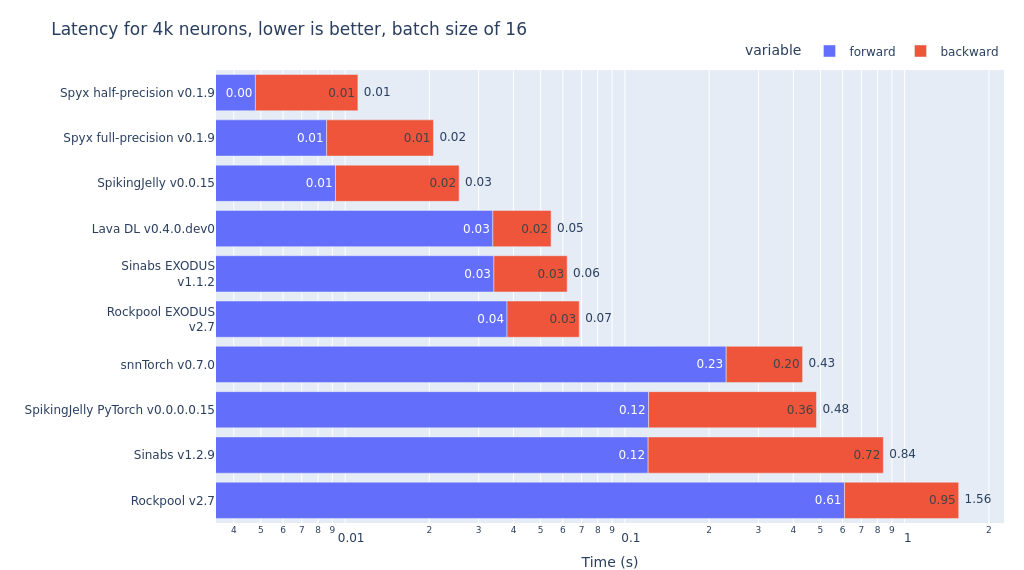 Latency for 4k neurons, lower is better, batch size of 16
variable forward backward
Spyx half-precision v0.1.9 0.00 0.01 0.01
Spyx full-precision v0.1.9 0.01 0.01 0.02
SpikingJelly v0.0.15 0.01 0.02 0.03
Lava DL v0.4.0.dev0 0.03 0.02 0.05
Sinabs EXODUS
v1.1.2 0.03 0.03 0.06
Rockpool EXODUS
v2.7 0.04 0.03 0.07
snnTorch v0.7.0 0.23 0.20 0.43
SpikingJelly PyTorch v0.0.0.0.15 0.12 0.36 0.48
Sinabs v1.2.9 0.12 0.72 0.84
Rockpool v2.7 0.61 0.95 1.56
4 5 6 7 8 9 0.01 2 3 4 5 6 7 8 9 0.1 2 3 4 5 6 7 8 9 1 2
Time (s)